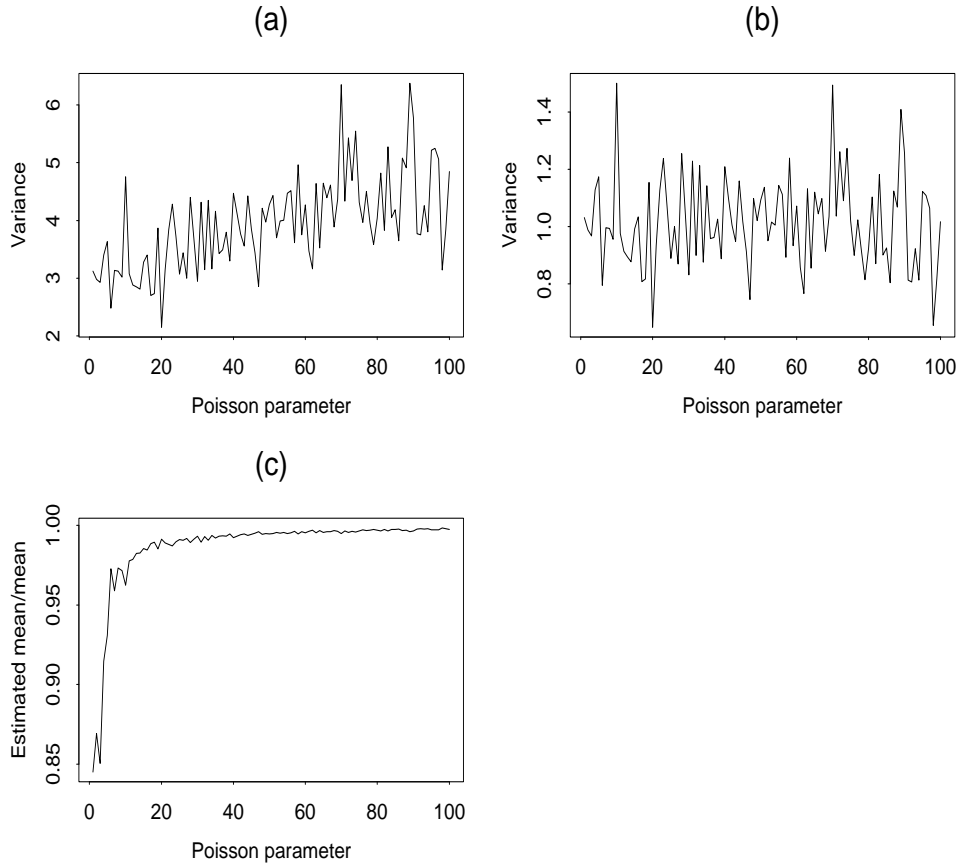 (a)
Variance
6
5
4
3
2
0 20 40 60 80 100
Poisson parameter
(b)
Variance
1.4
1.2
1.0
0.8
0 20 40 60 80 100
Poisson parameter
(c)
Estimated mean/mean
1.00
0.95
0.90
0.85
0 20 40 60 80 100
Poisson parameter